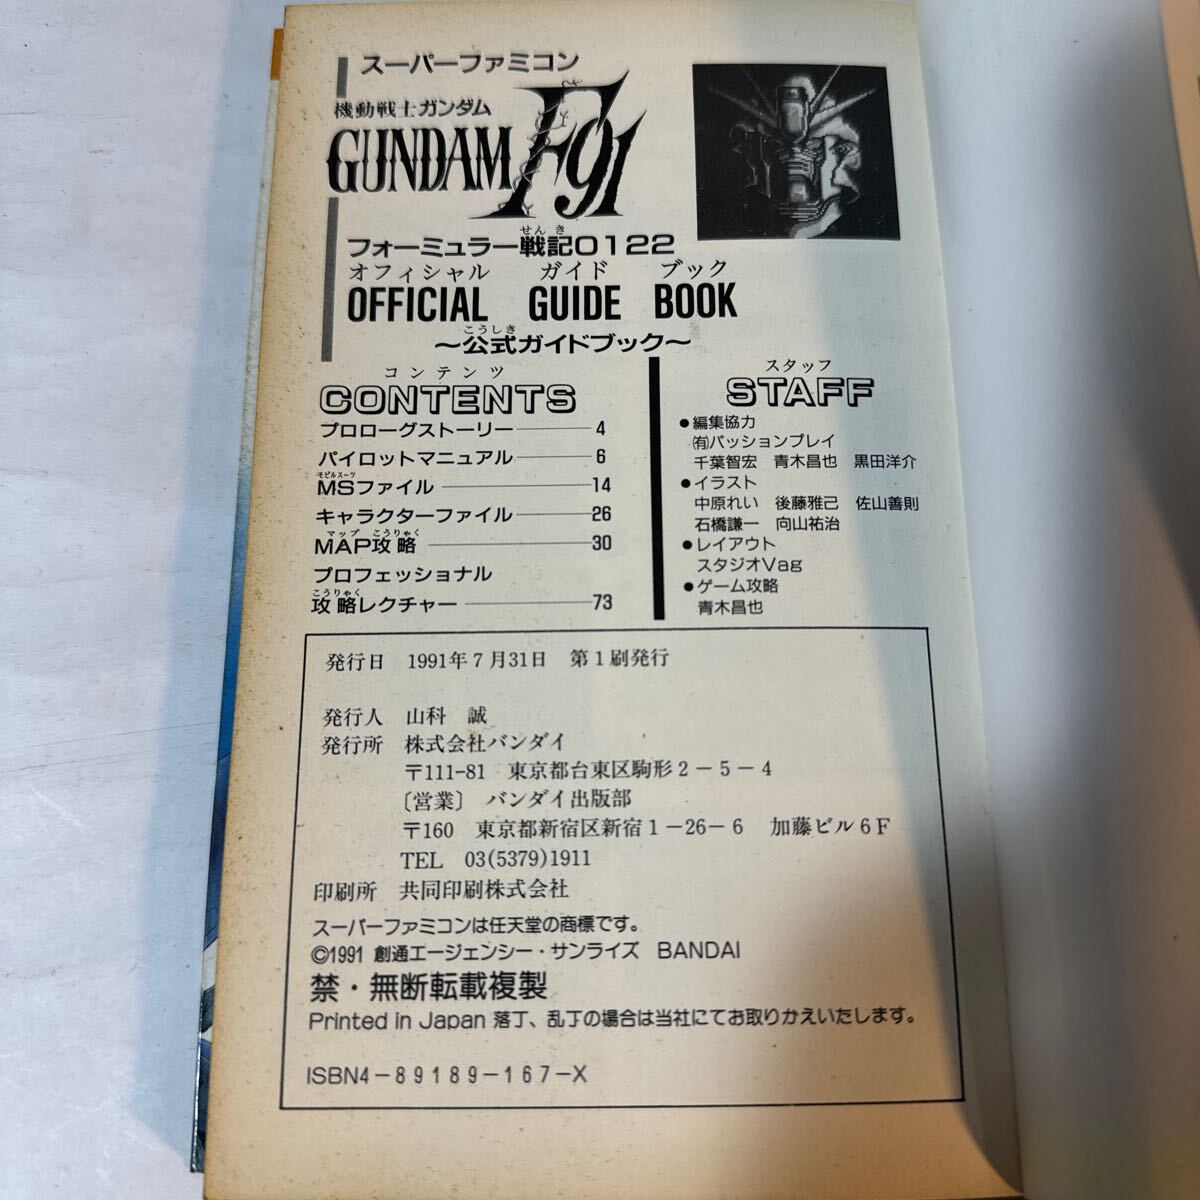 スーパーファミコン
機動戦士ガンダム
GUNDAM F91
せんき
フォーミュラー戦記0122
オフィシャル ガイド ブック
OFFICIAL GUIDE BOOK
こうしき
〜公式ガイドブック〜
コンテンツ
CONTENTS
プロローグストーリー 4
パイロットマニュアル 6
モビルスーツ
MSファイル 14
キャラクターファイル 26
マップ こうりゃく
MAP攻略 30
プロフェッショナル
こうりゃく
攻略レクチャー 73
スタッフ
STAFF
●編集協力
㈲パッションプレイ
千葉智宏 青木昌也 黒田洋介
●イラスト
中原れい 後藤雅己 佐山善則
石橋謙一 向山祐治
●レイアウト
スタジオVag
●ゲーム攻略
青木昌也
発行日 1991年7月31日 第1刷発行
発行人 山科 誠
発行所 株式会社バンダイ
〒111-81 東京都台東区駒形2-5-4
〔営業〕 バンダイ出版部
〒160 東京都新宿区新宿1-26-6 加藤ビル6F
TEL 03(5379)1911
印刷所 共同印刷株式会社
スーパーファミコンは任天堂の商標です。
©1991 創通エージェンシー・サンライズ BANDAI
禁・無断転載複製
Printed in Japan 落丁、乱丁の場合は当社にてお取りかえいたします。
ISBN4-89189-167-X